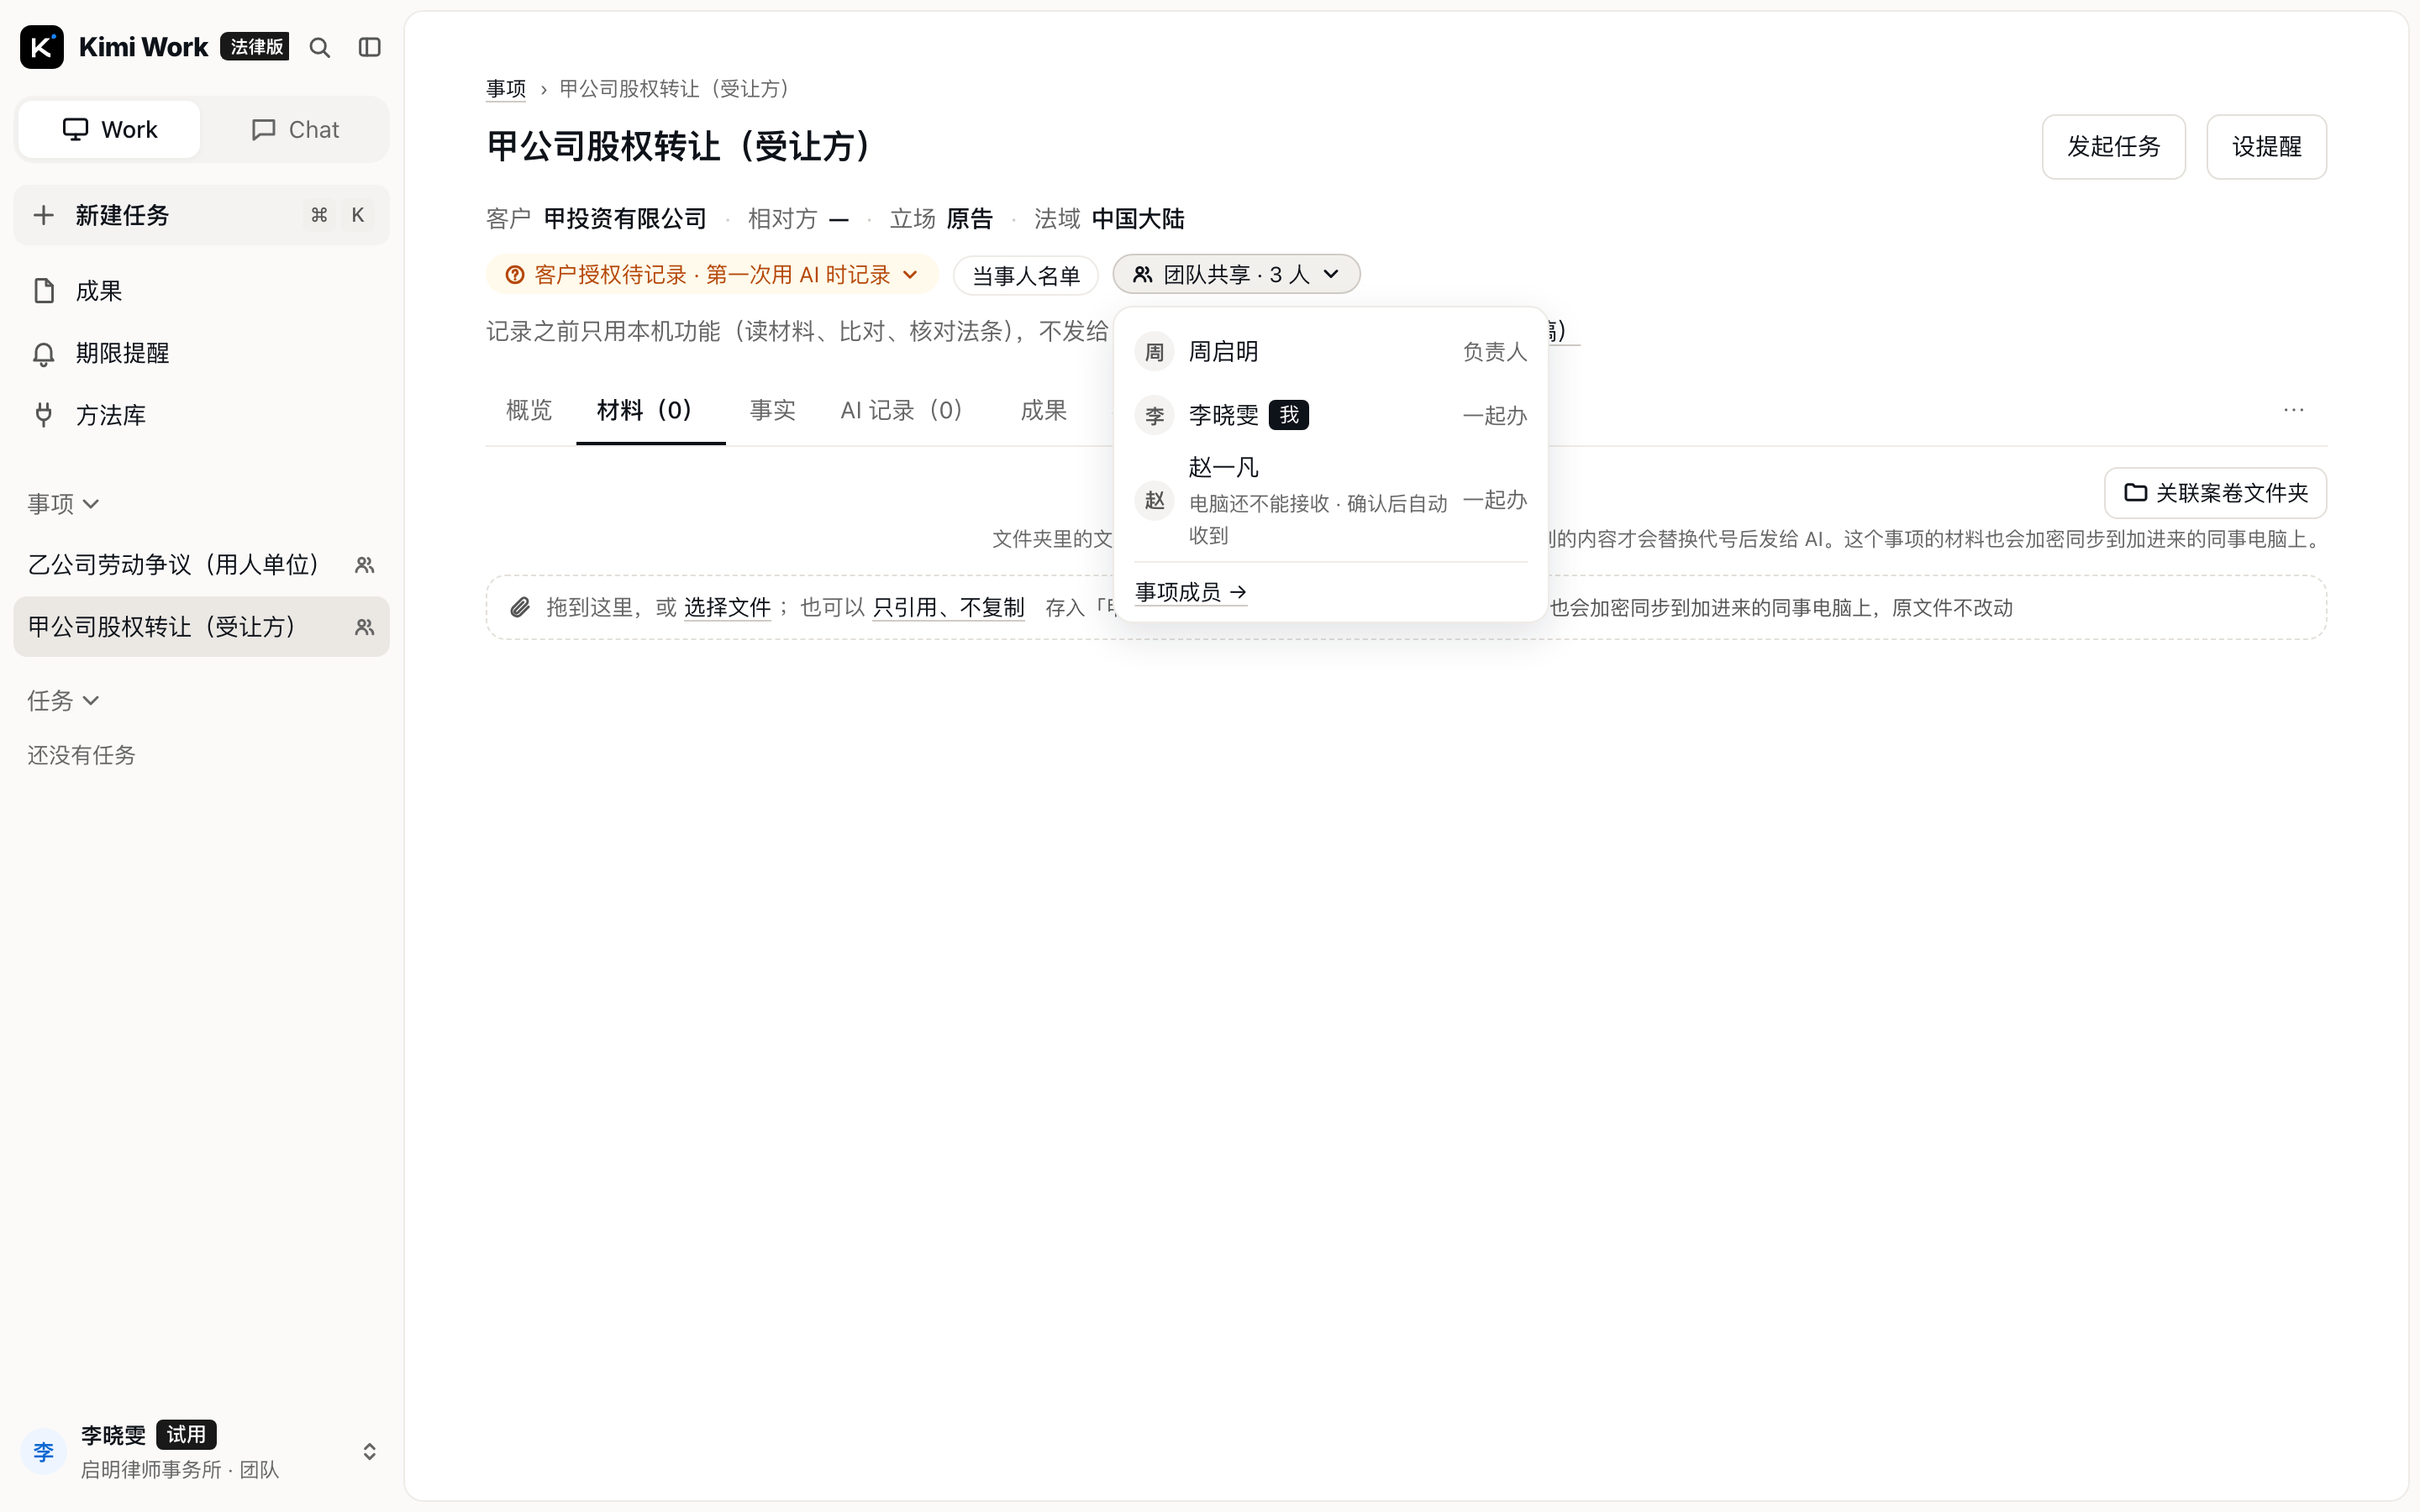 Kimi Work 法律版
Work
Chat
新建任务 ⌘ K
成果
期限提醒
方法库
事项
乙公司劳动争议（用人单位）
甲公司股权转让（受让方）
任务
还没有任务
李 李晓雯 试用
启明律师事务所 · 团队
事项 › 甲公司股权转让（受让方）
甲公司股权转让（受让方）
发起任务 设提醒
客户 甲投资有限公司 · 相对方 — · 立场 原告 · 法域 中国大陆
客户授权待记录 · 第一次用 AI 时记录 当事人名单 团队共享 · 3 人
记录之前只用本机功能（读材料、比对、核对法条），不发给
概览 材料（0） 事实 AI 记录（0） 成果 ...
周 周启明 负责人
李 李晓雯 我 一起办
赵 赵一凡 一起办
电脑还不能接收 · 确认后自动
收到
事项成员 →
关联案卷文件夹
文件夹里的文
的内容才会替换代号后发给 AI。这个事项的材料也会加密同步到加进来的同事电脑上。
拖到这里，或 选择文件 ；也可以 只引用、不复制 存入「
也会加密同步到加进来的同事电脑上，原文件不改动